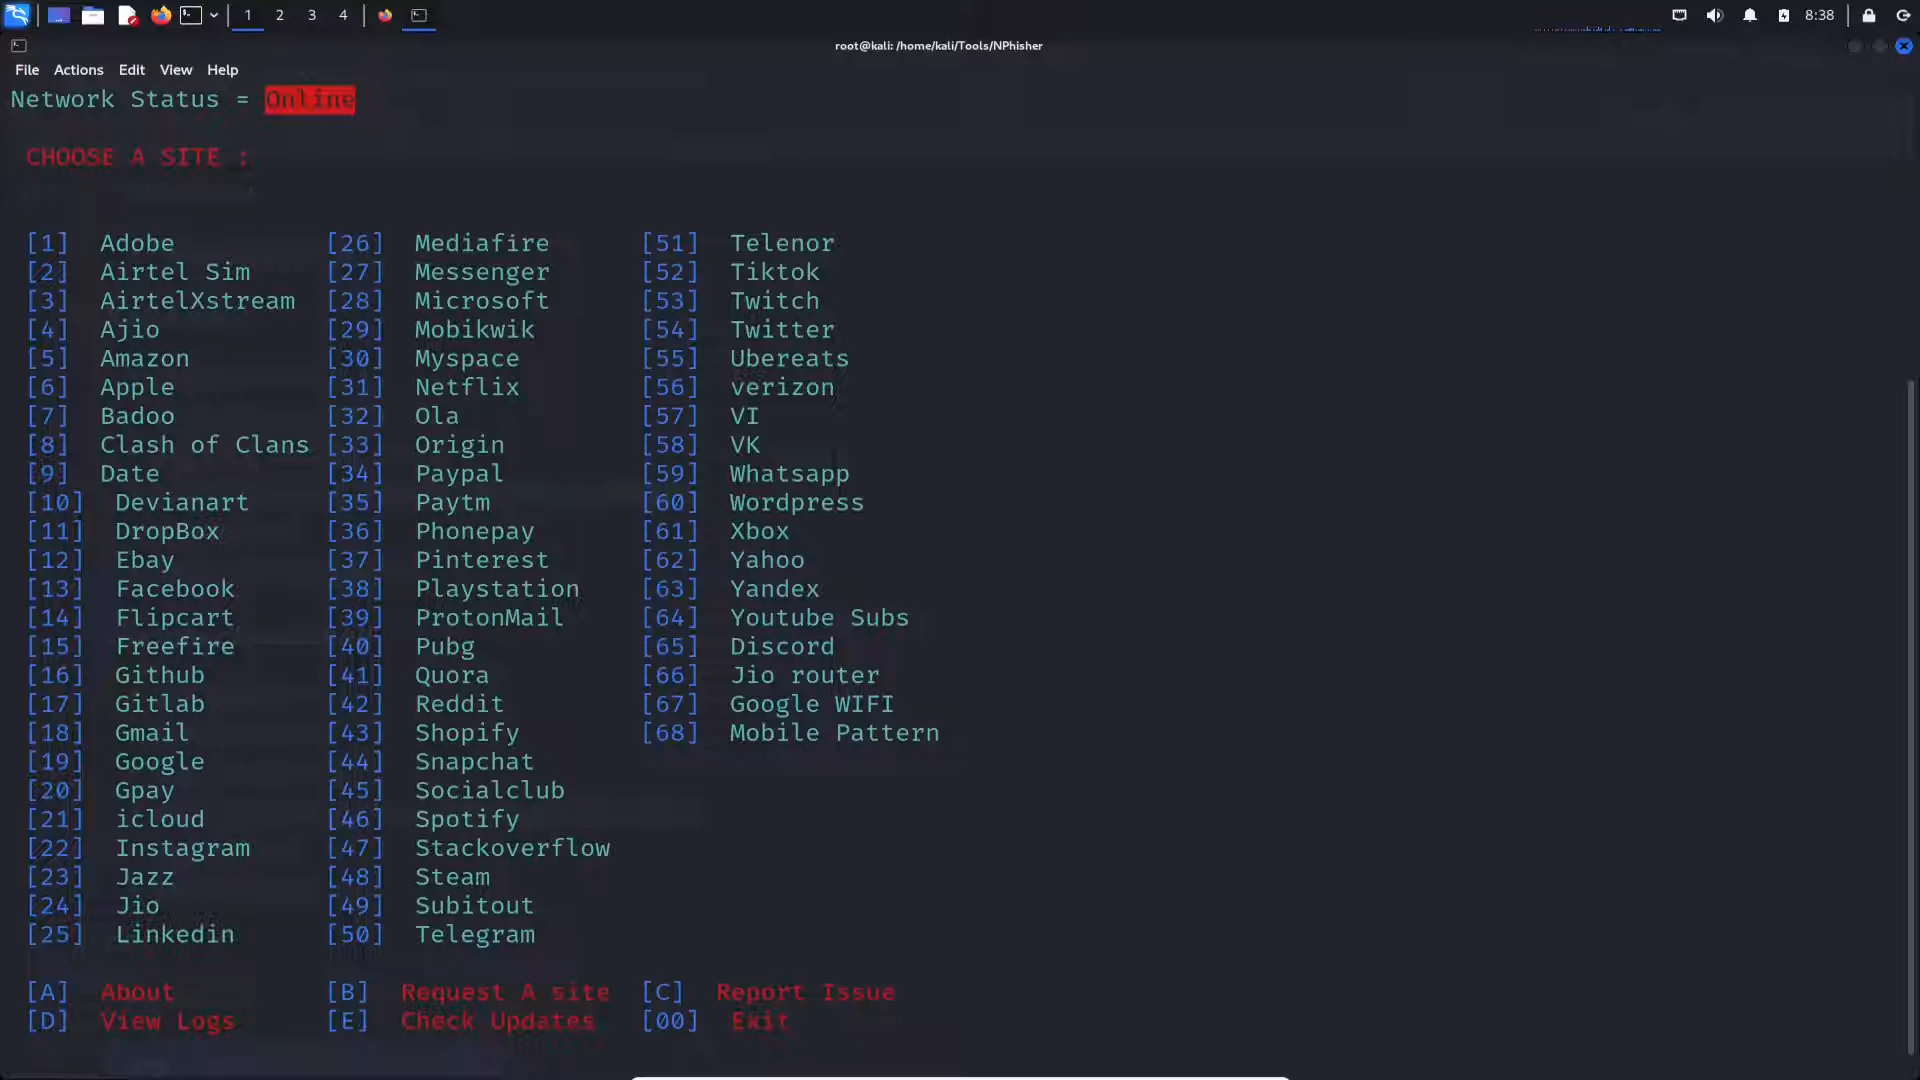 1 2 3 4 8:38
root@kali: /home/kali/Tools/NPhisher
File Actions Edit View Help
Network Status = Online
CHOOSE A SITE :
[1] Adobe [26] Mediafire [51] Telenor
[2] Airtel Sim [27] Messenger [52] Tiktok
[3] AirtelXstream [28] Microsoft [53] Twitch
[4] Ajio [29] Mobikwik [54] Twitter
[5] Amazon [30] Myspace [55] Ubereats
[6] Apple [31] Netflix [56] verizon
[7] Badoo [32] Ola [57] VI
[8] Clash of Clans [33] Origin [58] VK
[9] Date [34] Paypal [59] Whatsapp
[10] Devianart [35] Paytm [60] Wordpress
[11] DropBox [36] Phonepay [61] Xbox
[12] Ebay [37] Pinterest [62] Yahoo
[13] Facebook [38] Playstation [63] Yandex
[14] Flipcart [39] ProtonMail [64] Youtube Subs
[15] Freefire [40] Pubg [65] Discord
[16] Github [41] Quora [66] Jio router
[17] Gitlab [42] Reddit [67] Google WIFI
[18] Gmail [43] Shopify [68] Mobile Pattern
[19] Google [44] Snapchat
[20] Gpay [45] Socialclub
[21] icloud [46] Spotify
[22] Instagram [47] Stackoverflow
[23] Jazz [48] Steam
[24] Jio [49] Subitout
[25] Linkedin [50] Telegram
[A] About [B] Request A site [C] Report Issue
[D] View Logs [E] Check Updates [00] Exit